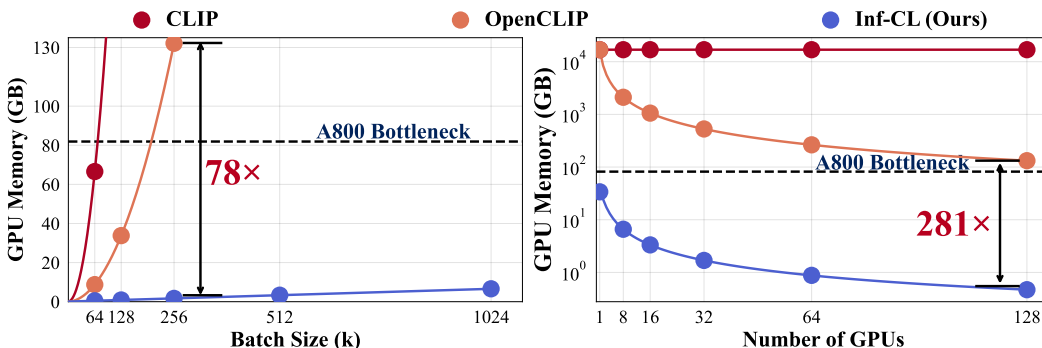 CLIP OpenCLIP Inf-CL (Ours)
GPU Memory (GB)
130
100
80
60
40
20
0
A800 Bottleneck
78×
64 128 256 512 1024
Batch Size (k)
GPU Memory (GB)
10^4
10^3
10^2
10^1
10^0
A800 Bottleneck
281×
1 8 16 32 64 128
Number of GPUs